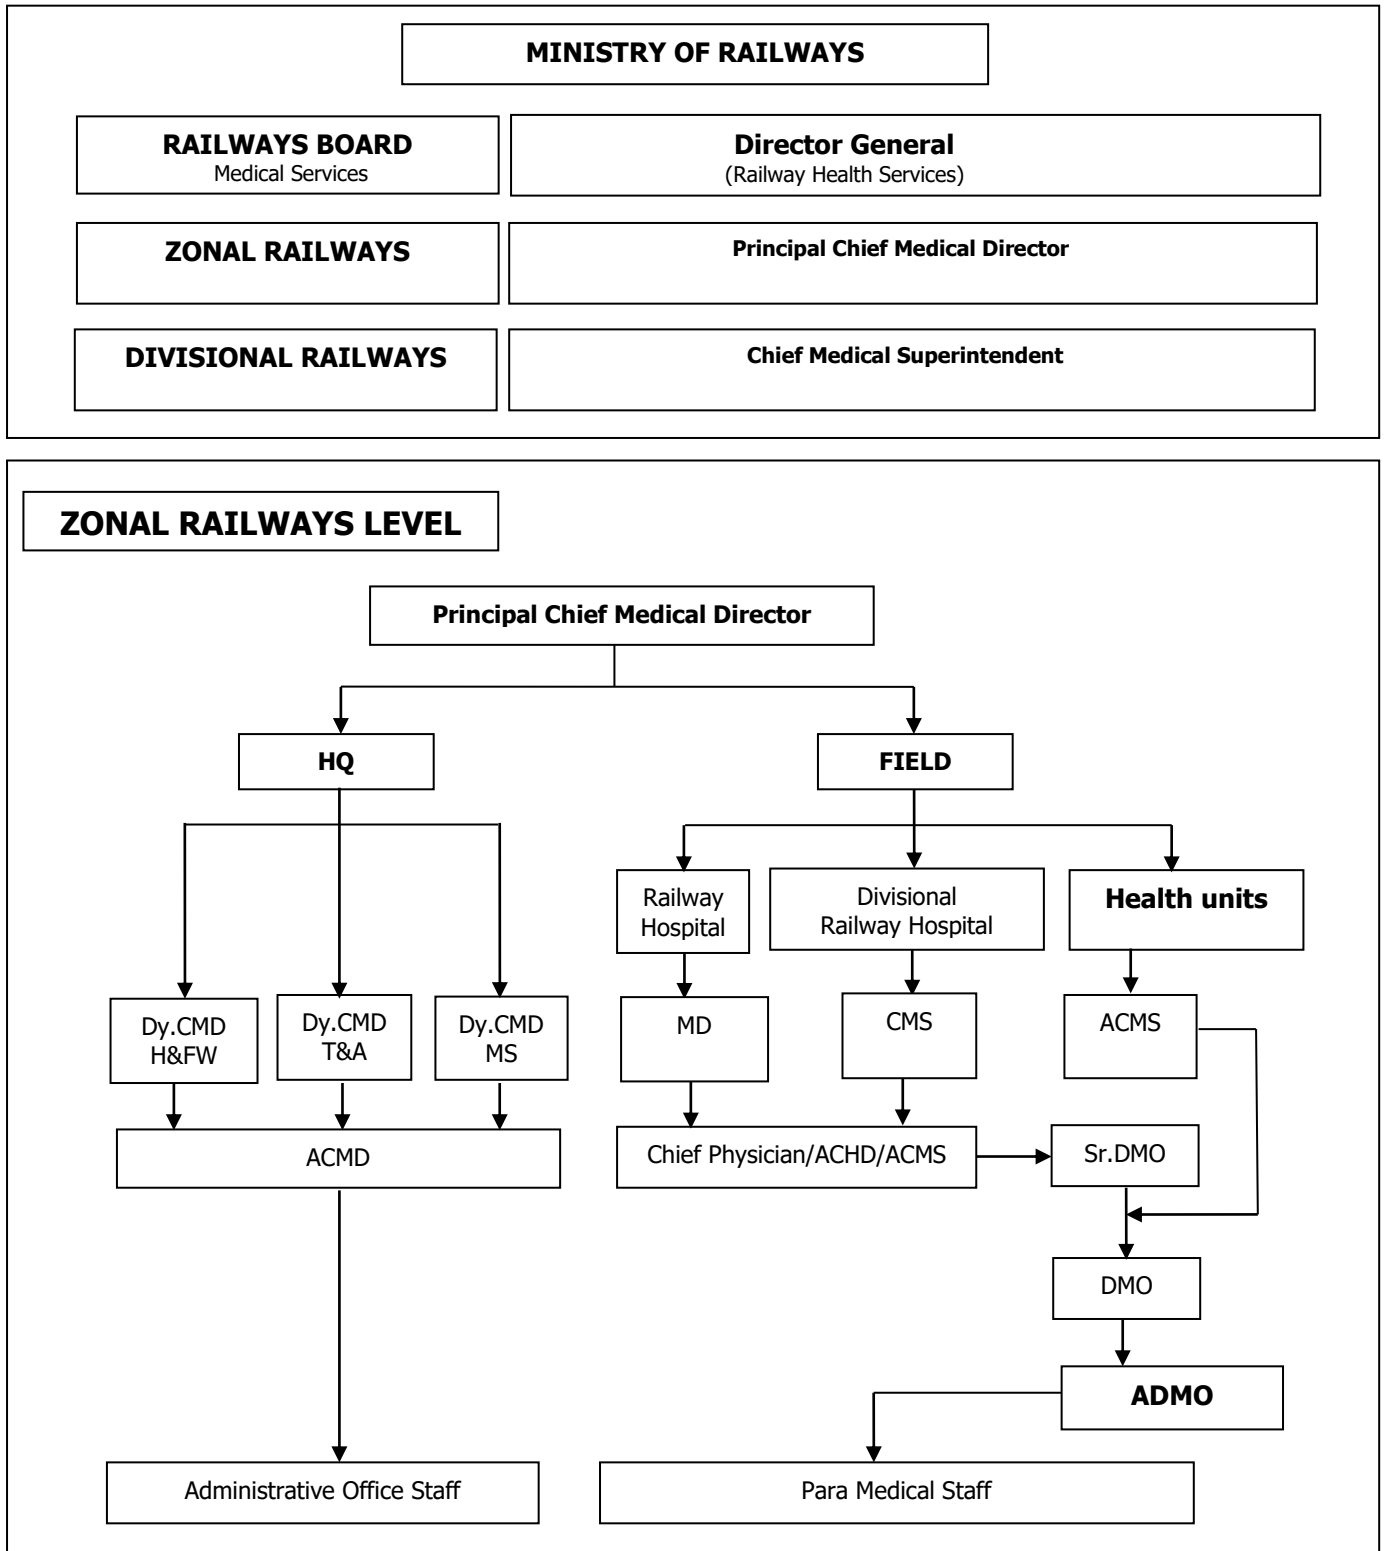 MINISTRY OF RAILWAYS
RAILWAYS BOARD
Medical Services
Director General
(Railway Health Services)
ZONAL RAILWAYS
Principal Chief Medical Director
DIVISIONAL RAILWAYS
Chief Medical Superintendent
ZONAL RAILWAYS LEVEL
Principal Chief Medical Director
HQ
FIELD
Railway
Hospital
Divisional
Railway Hospital
Health units
Dy.CMD
H&FW
Dy.CMD
T&A
Dy.CMD
MS
MD
CMS
ACMS
ACMD
Chief Physician/ACHD/ACMS
Sr.DMO
DMO
ADMO
Administrative Office Staff
Para Medical Staff